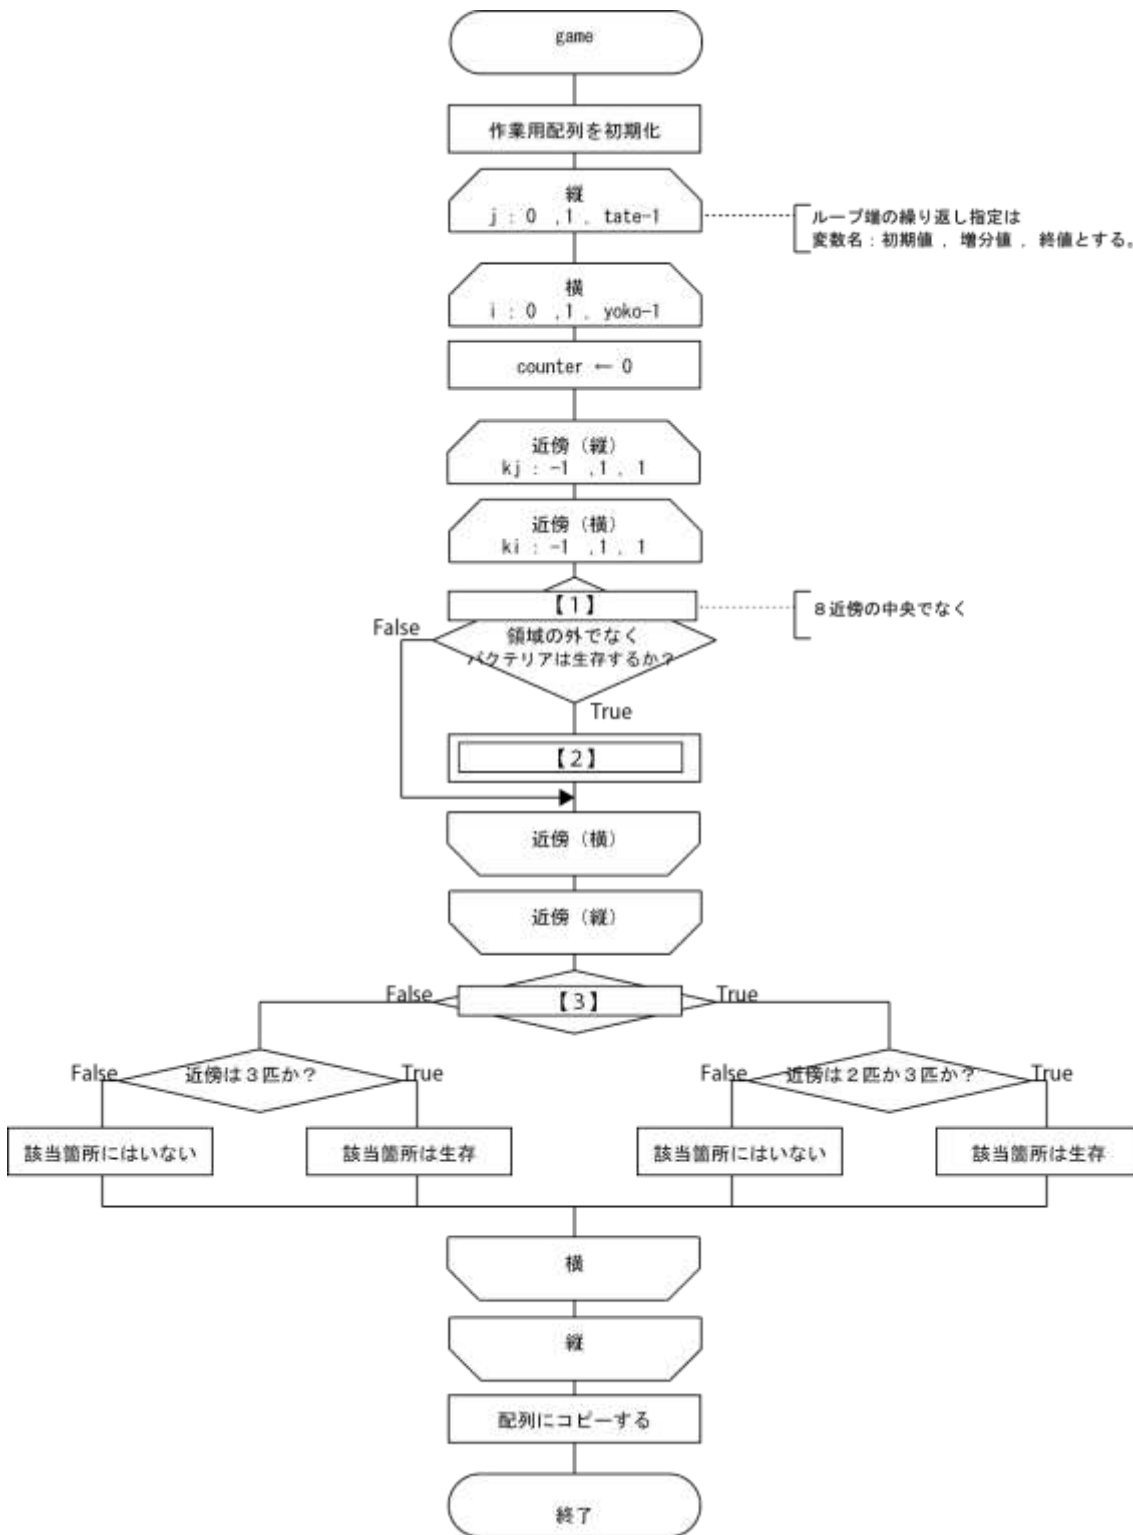 game
作業用配列を初期化
縦
j : 0 ,1 , tate-1
ループ端の繰り返し指定は
変数名：初期値 ，増分値 ，終値とする。
横
i : 0 ,1 , yoko-1
counter ← 0
近傍（縦）
kj : -1 ,1 , 1
近傍（横）
ki : -1 ,1 , 1
【１】
８近傍の中央でなく
False
領域の外でなく
バクテリアは生存するか？
True
【２】
近傍（横）
近傍（縦）
False
【３】
True
False
近傍は３匹か？
True
False
近傍は２匹か３匹か？
True
該当箇所にはいない
該当箇所は生存
該当箇所にはいない
該当箇所は生存
横
縦
配列にコピーする
終了